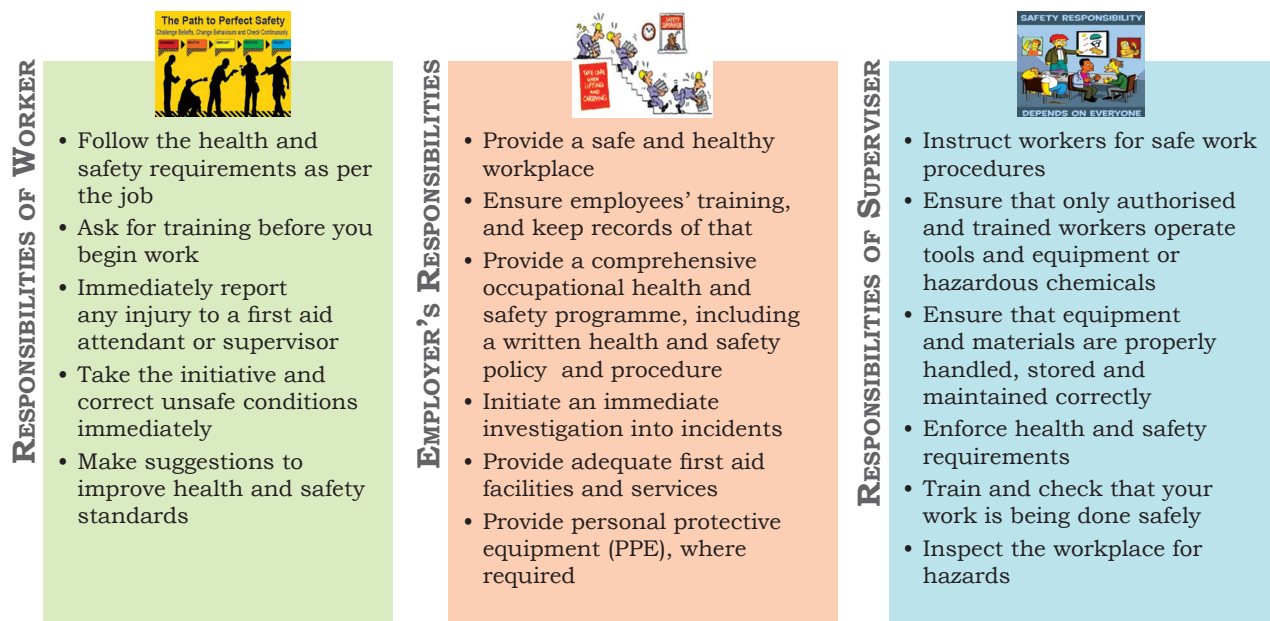 The Path to Perfect Safety
Challenge Beliefs, Change Behaviours and Check Continuously
RESPONSIBILITIES OF WORKER
• Follow the health and
safety requirements as per
the job
• Ask for training before you
begin work
• Immediately report
any injury to a first aid
attendant or supervisor
• Take the initiative and
correct unsafe conditions
immediately
• Make suggestions to
improve health and safety
standards
SAFETY
SUPERVISOR
TAKE CARE
WHEN
LIFTING
AND
CARRYING
EMPLOYER’S RESPONSIBILITIES
• Provide a safe and healthy
workplace
• Ensure employees’ training,
and keep records of that
• Provide a comprehensive
occupational health and
safety programme, including
a written health and safety
policy and procedure
• Initiate an immediate
investigation into incidents
• Provide adequate first aid
facilities and services
• Provide personal protective
equipment (PPE), where
required
SAFETY RESPONSIBILITY
DEPENDS ON EVERYONE
RESPONSIBILITIES OF SUPERVISER
• Instruct workers for safe work
procedures
• Ensure that only authorised
and trained workers operate
tools and equipment or
hazardous chemicals
• Ensure that equipment
and materials are properly
handled, stored and
maintained correctly
• Enforce health and safety
requirements
• Train and check that your
work is being done safely
• Inspect the workplace for
hazards